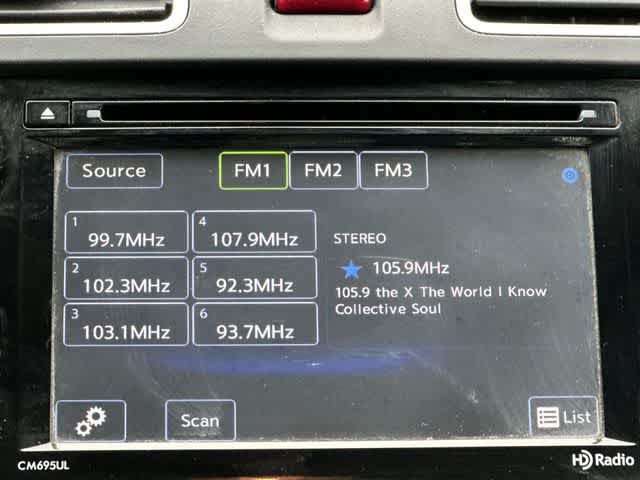 Source
FM1
FM2
FM3
1
99.7MHz
4
107.9MHz
2
102.3MHz
5
92.3MHz
3
103.1MHz
6
93.7MHz
STEREO
105.9MHz
105.9 the X The World I Know
Collective Soul
Scan
List
CM695UL
HD Radio